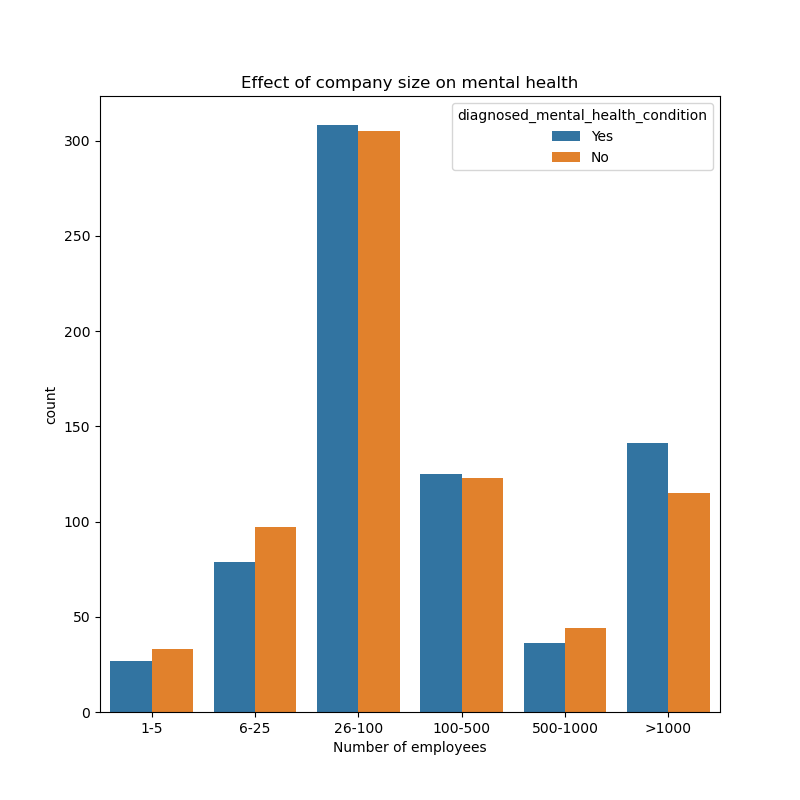 Effect of company size on mental health
diagnosed_mental_health_condition
Yes
No
300
250
200
150
100
50
0
count
1-5 6-25 26-100 100-500 500-1000 >1000
Number of employees